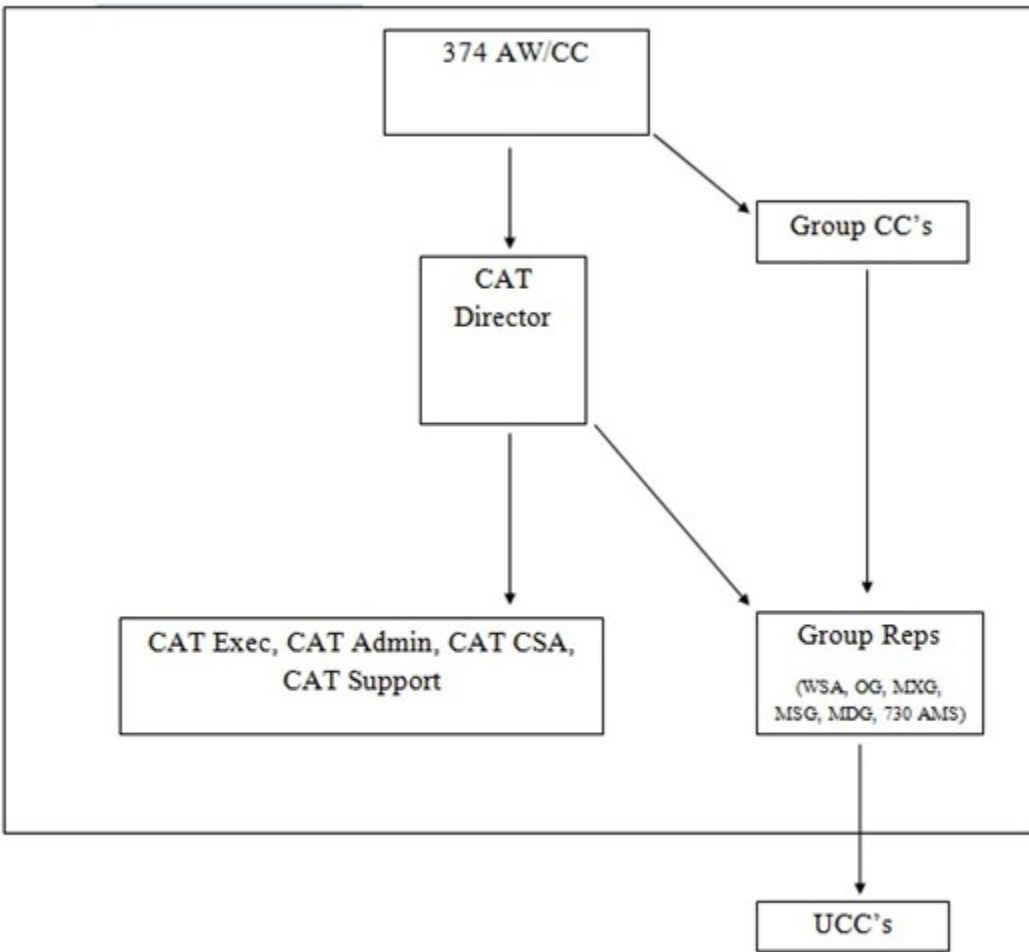 374 AW/CC
Group CC’s
CAT
Director
CAT Exec, CAT Admin, CAT CSA,
CAT Support
Group Reps
(WSA, OG, MXG,
MSG, MDG, 730 AMS)
UCC’s